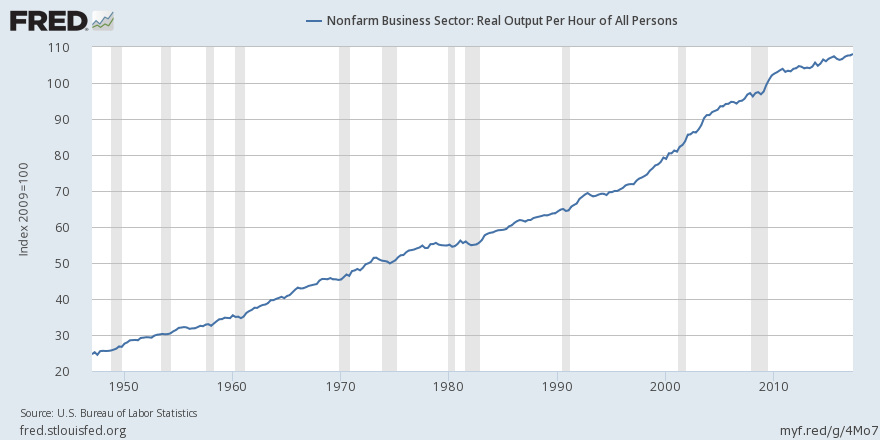 FRED
Nonfarm Business Sector: Real Output Per Hour of All Persons
110
100
90
80
70
60
50
40
30
20
Index 2009=100
1950 1960 1970 1980 1990 2000 2010
Source: U.S. Bureau of Labor Statistics
fred.stlouisfed.org myf.red/g/4Mo7